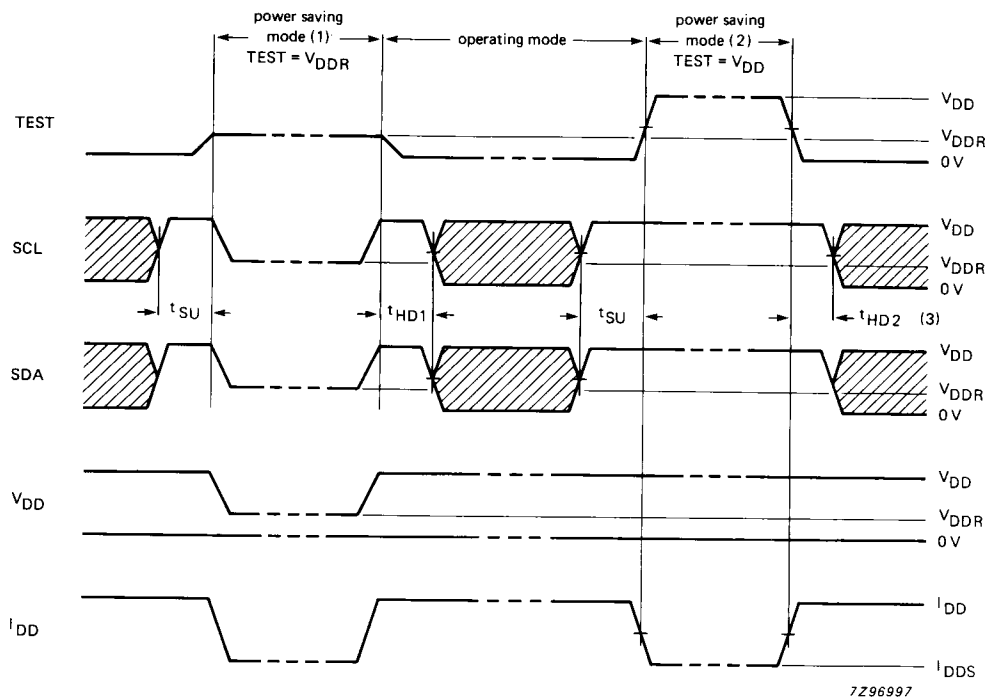 power saving
mode (1)
TEST = VDDR
operating mode
power saving
mode (2)
TEST = VDD
TEST
VDD
VDDR
0 V
SCL
VDD
VDDR
0 V
tSU
tHD1
tSU
tHD2 (3)
SDA
VDD
VDDR
0 V
VDD
VDD
VDDR
0 V
IDD
IDD
IDDS
7Z96997